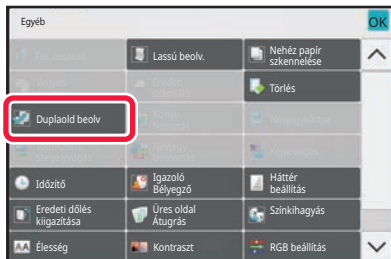 Egyéb
OK
Lassú beolv.
Nehéz papír
szkennelése
Törlés
Duplaold beolv
Időzítő
Igazoló
Bélyegző
Háttér
beállítás
Eredeti dőlés
kiigazítása
Üres oldal
Átugrás
Színkihagyás
AA Élesség
Kontraszt
RGB beállítás